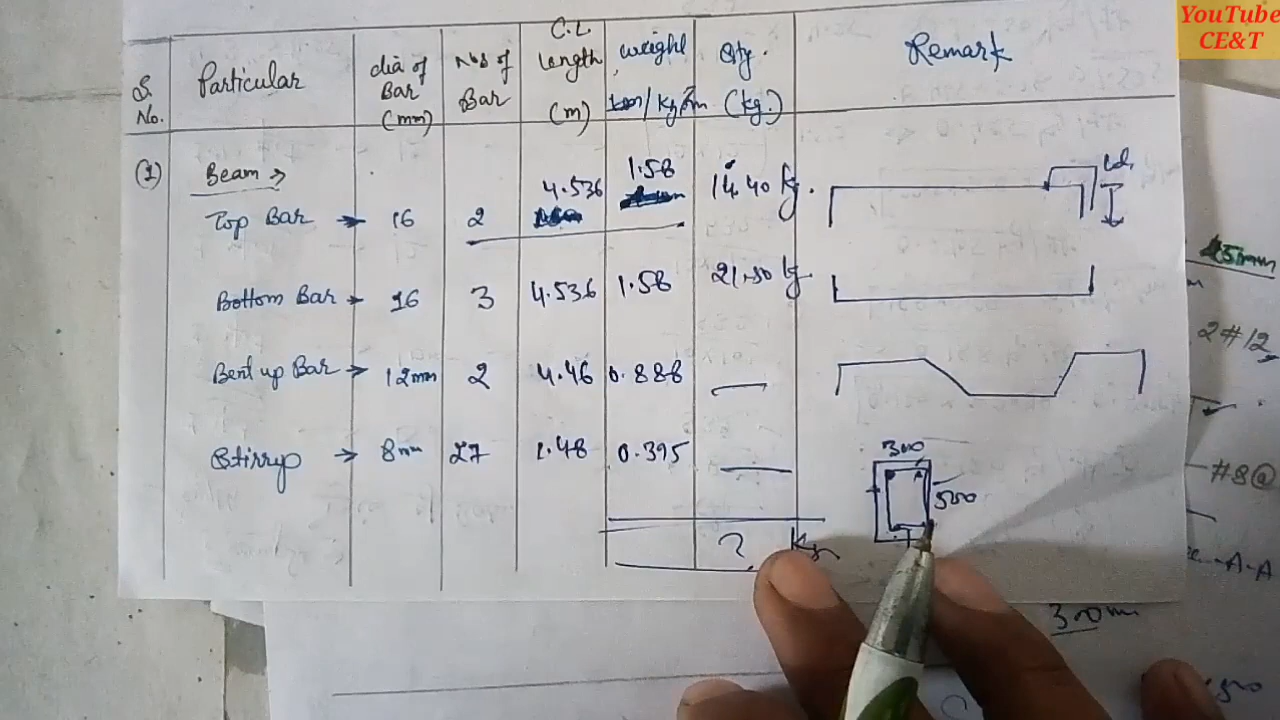 YouTube
CE&T
S. No.
Particular
dia of Bar (mm)
Nos of Bar
C.L. length (m)
weight /kg/m
Qty. (kg.)
Remark
(1)
Beam →
Top Bar → 16 2 4.536 1.58 14.40 kg.
Ld
Bottom Bar → 16 3 4.536 1.58 21.50 kg.
Bent up Bar → 12mm 2 4.46 0.888 —
Stirrup → 8mm 27 1.48 0.395 —
300
500
? Kg
2#12
#8@
A-A